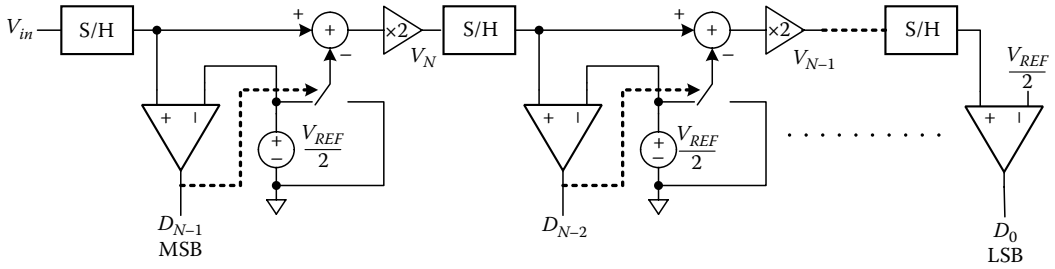 V_in S/H + + − ×2 V_N S/H + + − ×2 V_{N−1} S/H
+ − + − V_REF/2 + − + − V_REF/2 + − V_REF/2
D_{N−1} D_{N−2} D_0
MSB LSB